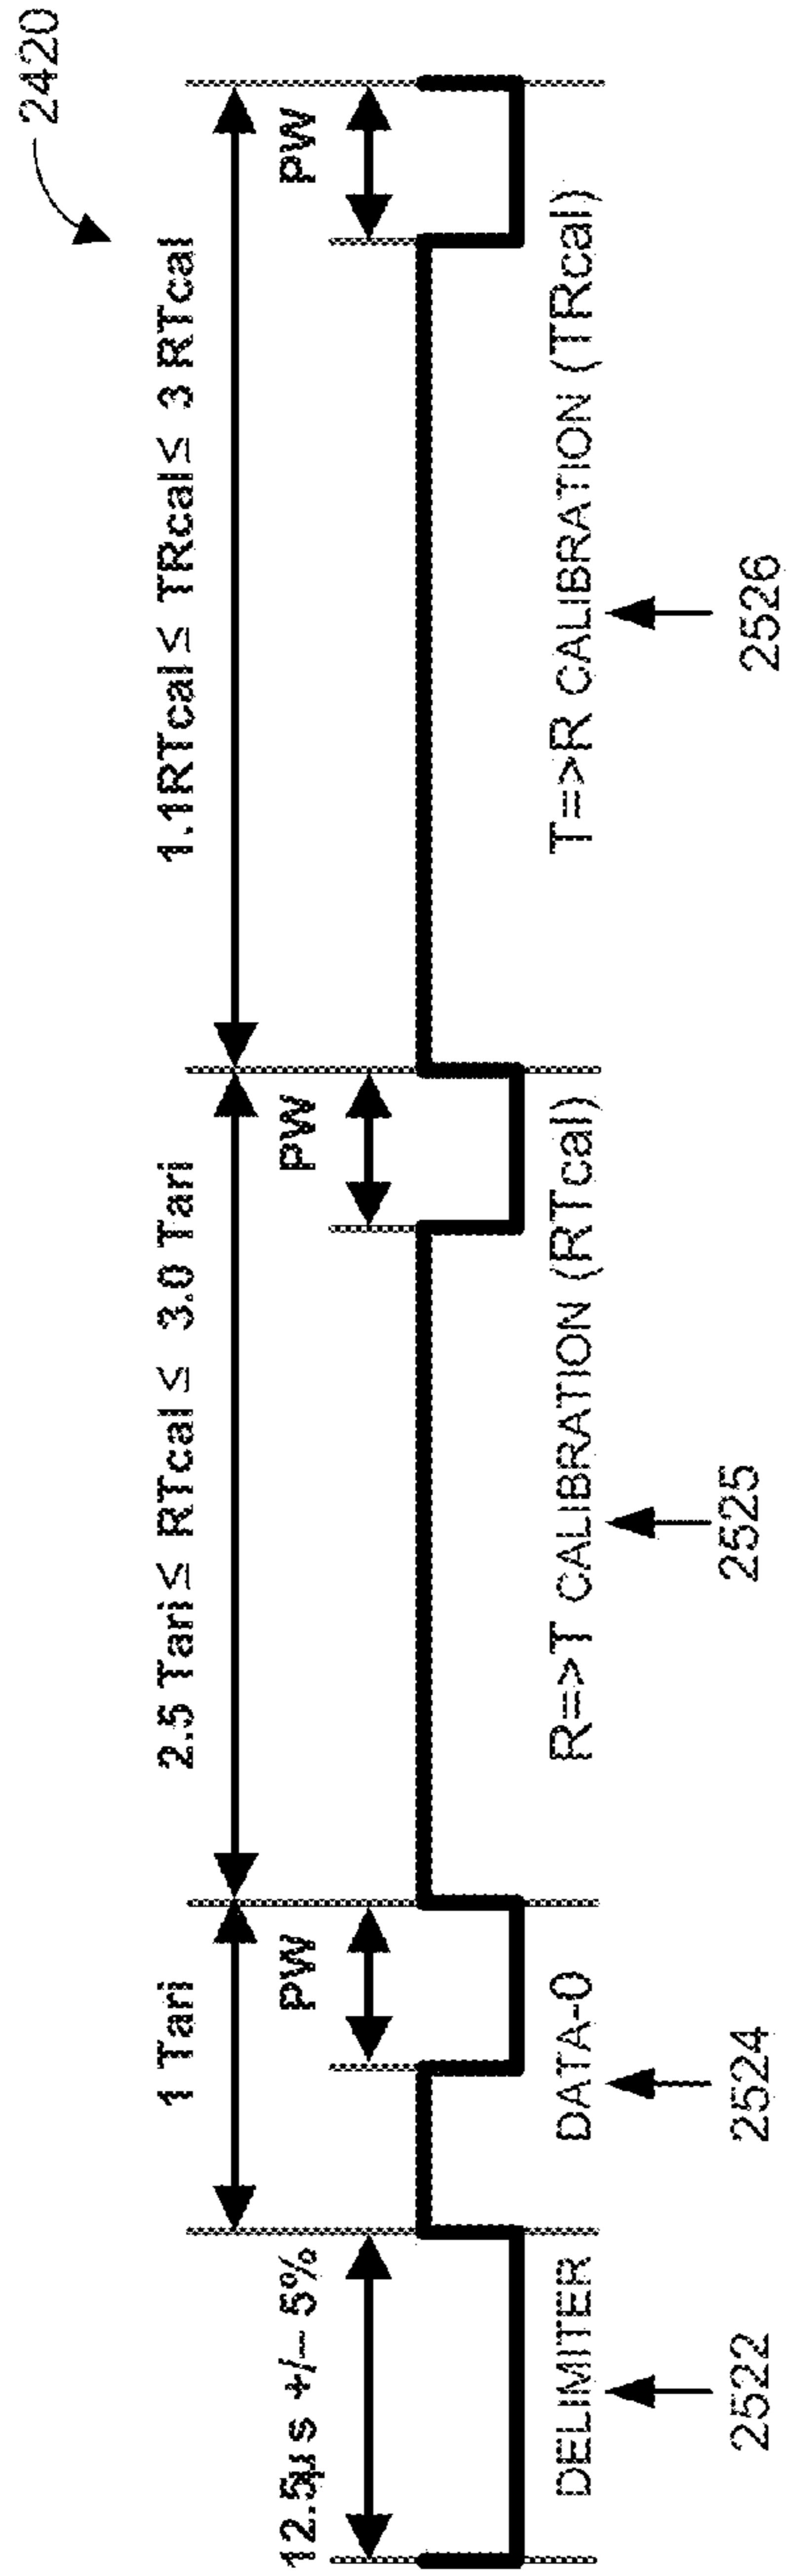 2420
1 Tari
2.5 Tari ≤ RTcal ≤ 3.0 Tari
1.1RTcal ≤ TRcal ≤ 3 RTcal
12.5µs +/– 5%
PW
PW
PW
DELIMITER
DATA-0
R=>T CALIBRATION (RTcal)
T=>R CALIBRATION (TRcal)
2522
2524
2525
2526